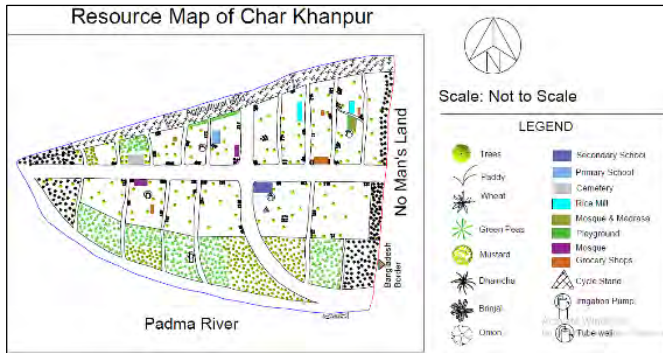 Resource Map of Char Khanpur
N
Scale: Not to Scale
LEGEND
Trees
Secondary School
Paddy
Primary School
Wheat
Cemetery
Rice Mill
Green Peas
Mosque & Madrasa
Playground
Mustard
Mosque
Grocery Shops
Dhaincha
Cycle Stand
Brinjal
Irrigation Pump
Onion
Tube well
No Man's Land
Bangladesh
Border
Padma River